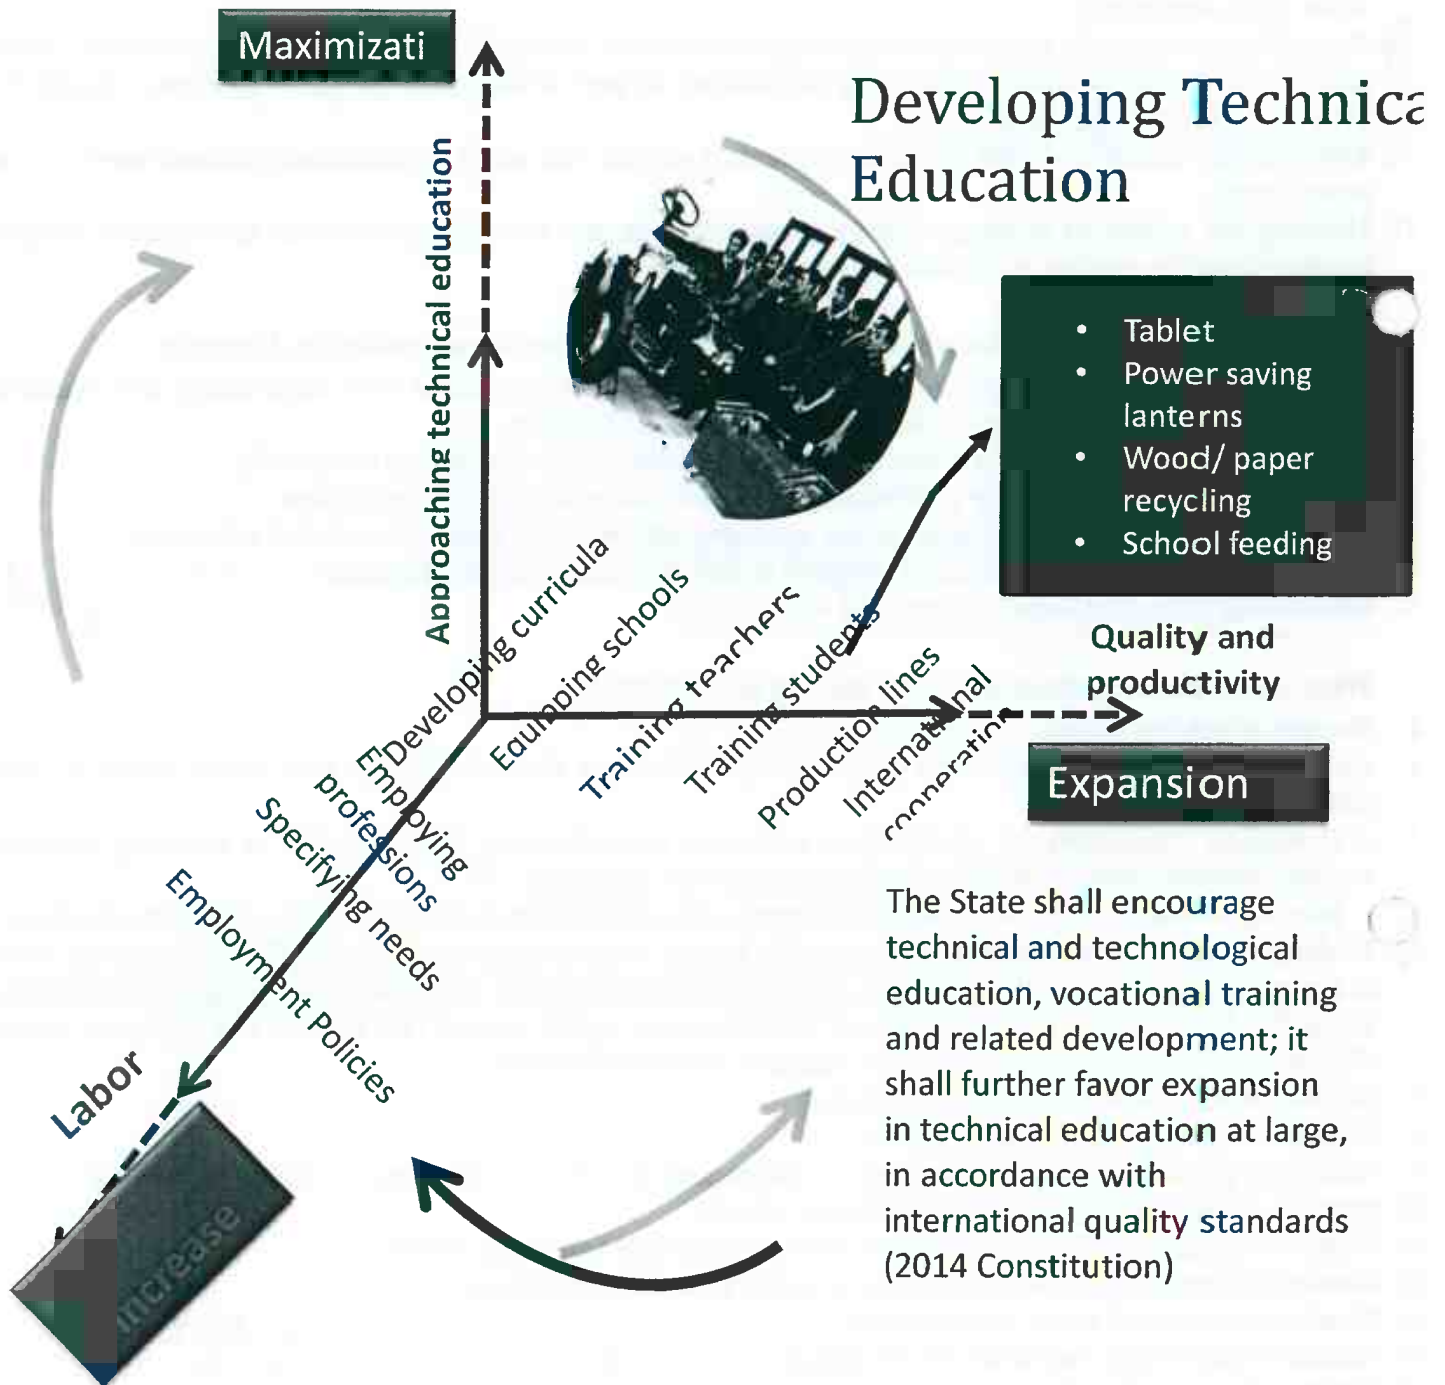 Maximizati
Developing Technica
Education
Approaching technical education
• Tablet
• Power saving
lanterns
• Wood/ paper
recycling
• School feeding
Quality and
productivity
Expansion
Developing curricula
Equipping schools
Training teachers
Training students
Production lines
International
cooperation
Employing
professions
Specifying needs
Employment Policies
Labor
increase
The State shall encourage
technical and technological
education, vocational training
and related development; it
shall further favor expansion
in technical education at large,
in accordance with
international quality standards
(2014 Constitution)